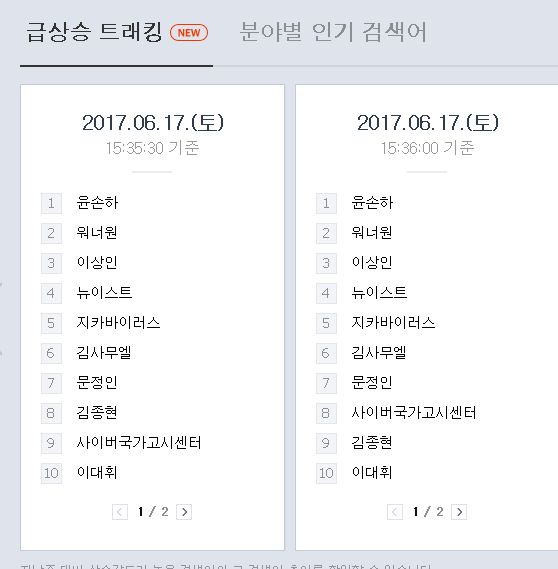 급상승 트래킹 NEW 분야별 인기 검색어
2017.06.17.(토)
15:35:30 기준
1 윤손하
2 워너원
3 이상인
4 뉴이스트
5 지카바이러스
6 김사무엘
7 문정인
8 김종현
9 사이버국가고시센터
10 이대휘
< 1 / 2 >
2017.06.17.(토)
15:36:00 기준
1 윤손하
2 워너원
3 이상인
4 뉴이스트
5 지카바이러스
6 김사무엘
7 문정인
8 사이버국가고시센터
9 김종현
10 이대휘
< 1 / 2 >